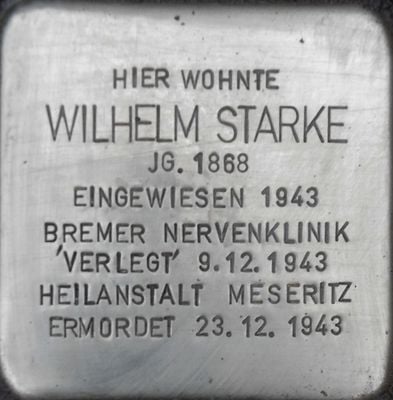 HIER WOHNTE
WILHELM STARKE
JG. 1868
EINGEWIESEN 1943
BREMER NERVENKLINIK
'VERLEGT' 9.12.1943
HEILANSTALT MESERITZ
ERMORDET 23.12.1943